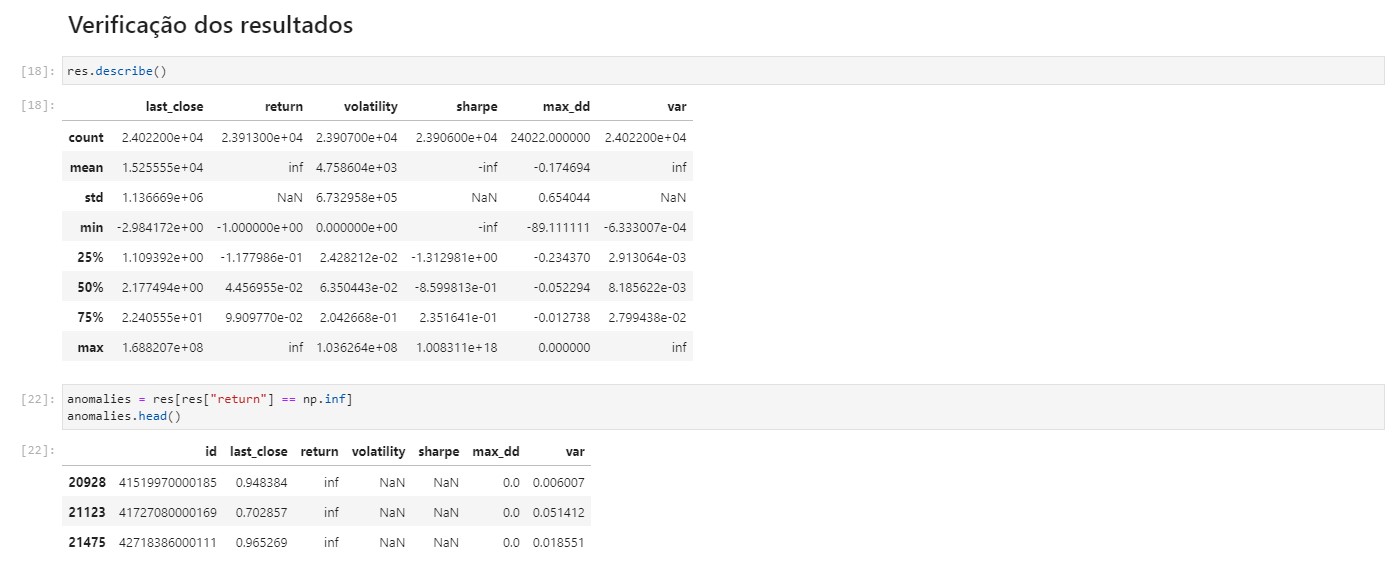 Verificação dos resultados
[18]: res.describe()
[18]: last_close return volatility sharpe max_dd var
count 2.402200e+04 2.391300e+04 2.390700e+04 2.390600e+04 24022.000000 2.402200e+04
mean 1.525555e+04 inf 4.758604e+03 -inf -0.174694 inf
std 1.136669e+06 NaN 6.732958e+05 NaN 0.654044 NaN
min -2.984172e+00 -1.000000e+00 0.000000e+00 -inf -89.111111 -6.333007e-04
25% 1.109392e+00 -1.177986e-01 2.428212e-02 -1.312981e+00 -0.234370 2.913064e-03
50% 2.177494e+00 4.456955e-02 6.350443e-02 -8.599813e-01 -0.052294 8.185622e-03
75% 2.240555e+01 9.909770e-02 2.042668e-01 2.351641e-01 -0.012738 2.799438e-02
max 1.688207e+08 inf 1.036264e+08 1.008311e+18 0.000000 inf
[22]: anomalies = res[res["return"] == np.inf]
anomalies.head()
[22]: id last_close return volatility sharpe max_dd var
20928 41519970000185 0.948384 inf NaN NaN 0.0 0.006007
21123 41727080000169 0.702857 inf NaN NaN 0.0 0.051412
21475 42718386000111 0.965269 inf NaN NaN 0.0 0.018551